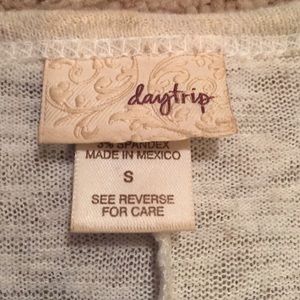 daytrip
3% SPANDEX
MADE IN MEXICO
S
SEE REVERSE
FOR CARE